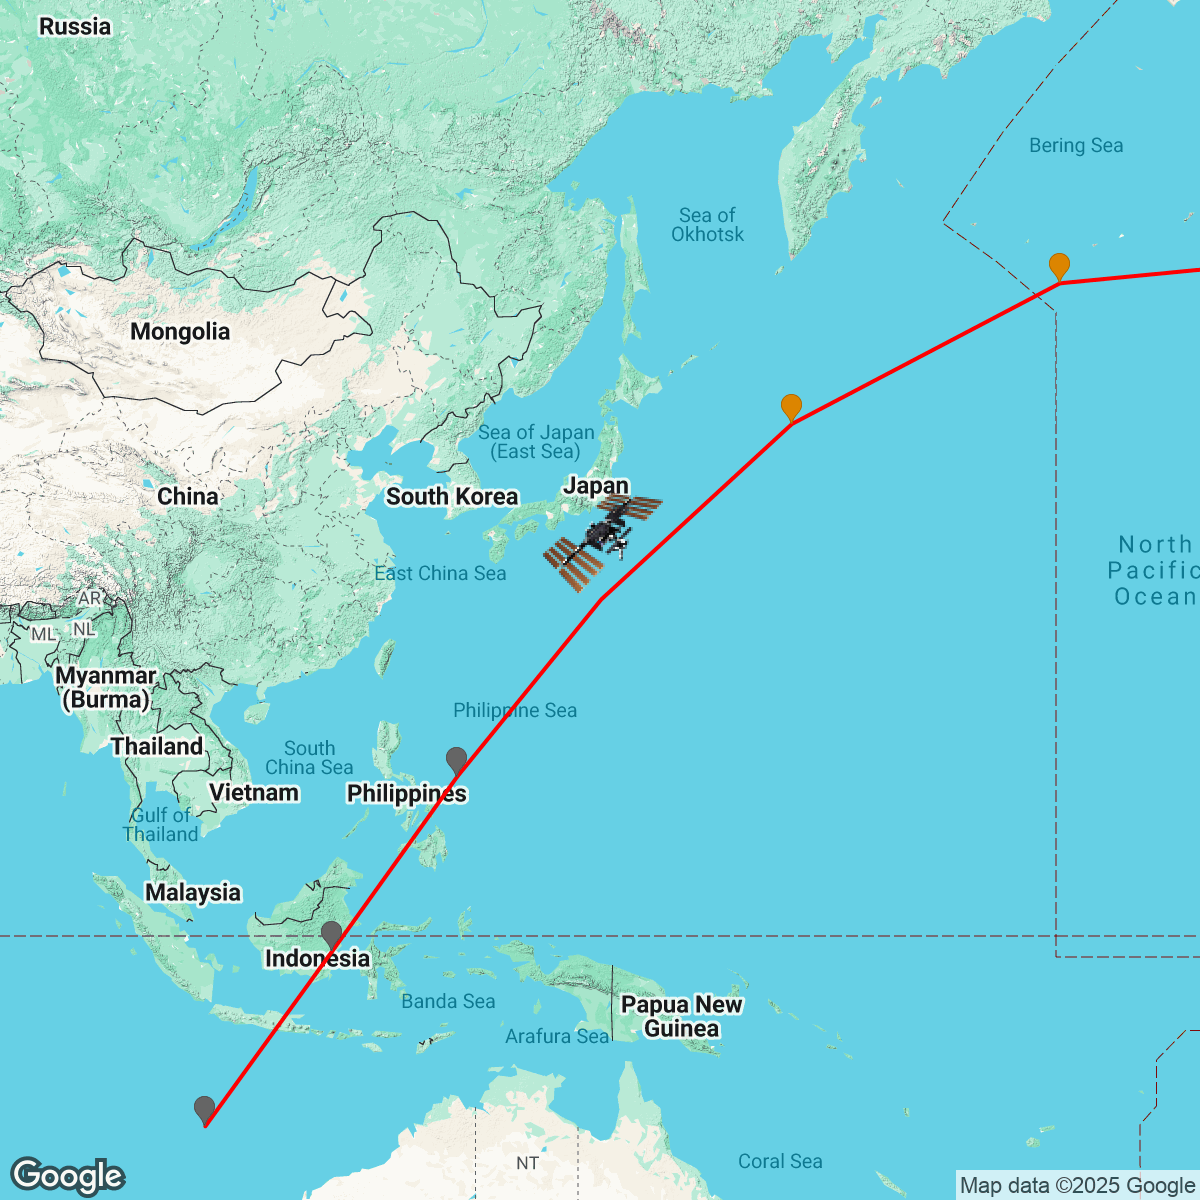 Russia
Bering Sea
Sea of
Okhotsk
Mongolia
Sea of Japan
(East Sea)
Japan
China
South Korea
North
Pacific
Ocean
East China Sea
AR
NL
ML
Myanmar
(Burma)
Philippine Sea
Thailand
South
China Sea
Vietnam
Philippines
Gulf of
Thailand
Malaysia
Indonesia
Banda Sea
Papua New
Guinea
Arafura Sea
NT
Coral Sea
Google
Map data ©2025 Google